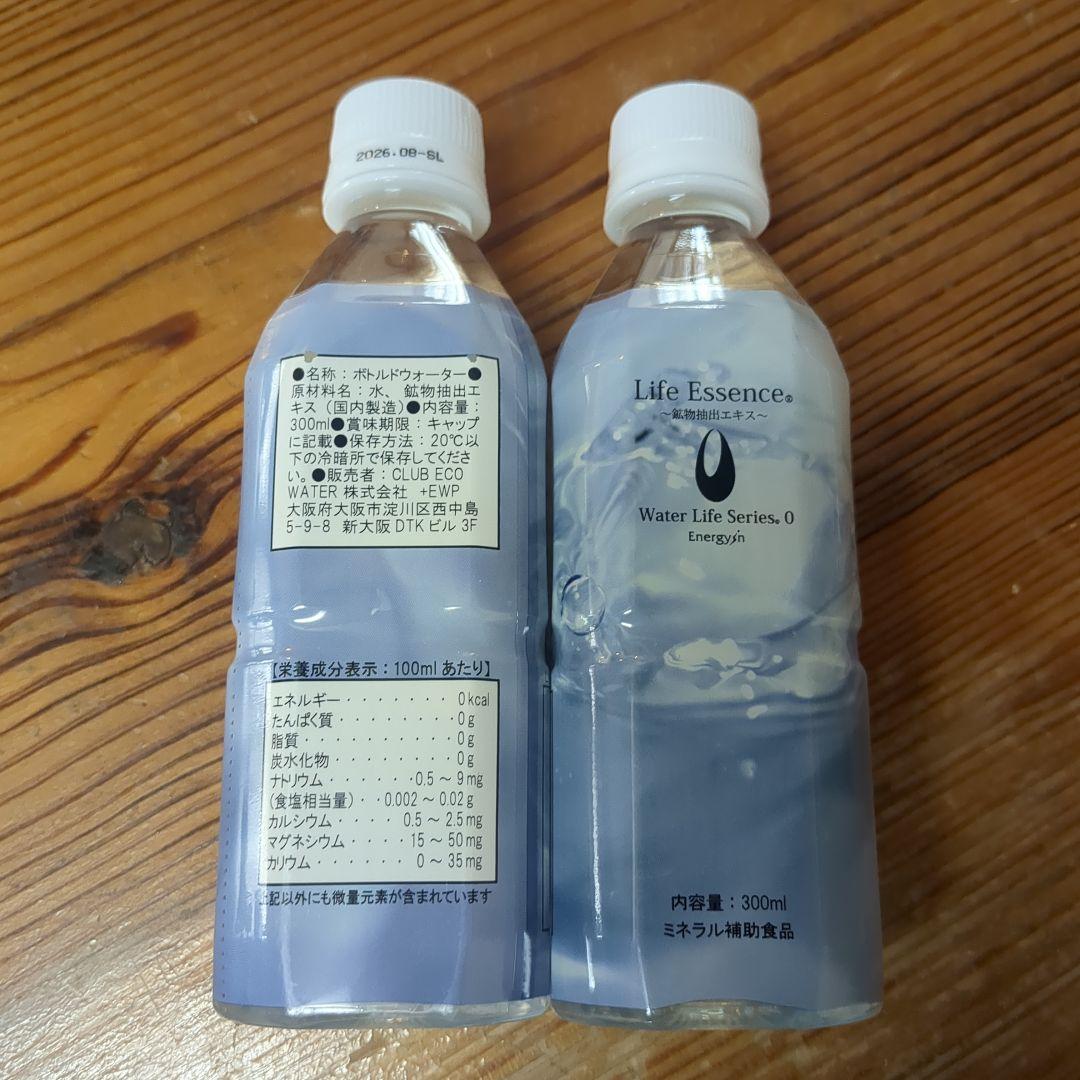 2026.08-SL
●名称：ボトルドウォーター●
原材料名：水、鉱物抽出エ
キス（国内製造）●内容量：
300ml●賞味期限：キャップ
に記載●保存方法：20℃以
下の冷暗所で保存してくださ
い。●販売者：CLUB ECO
WATER 株式会社 +EWP
大阪府大阪市淀川区西中島
5-9-8 新大阪DTKビル 3F
【栄養成分表示：100mlあたり】
エネルギー・・・・・・・0kcal
たんぱく質・・・・・・・・0g
脂質・・・・・・・・・・0g
炭水化物・・・・・・・・0g
ナトリウム・・・・・・0.5～9mg
(食塩相当量)・・0.002～0.02g
カルシウム・・・・0.5～2.5mg
マグネシウム・・・・15～50mg
カリウム・・・・・・0～35mg
上記以外にも微量元素が含まれています
Life Essence®
～鉱物抽出エキス～
Water Life Series® 0
Energysin
内容量：300ml
ミネラル補助食品